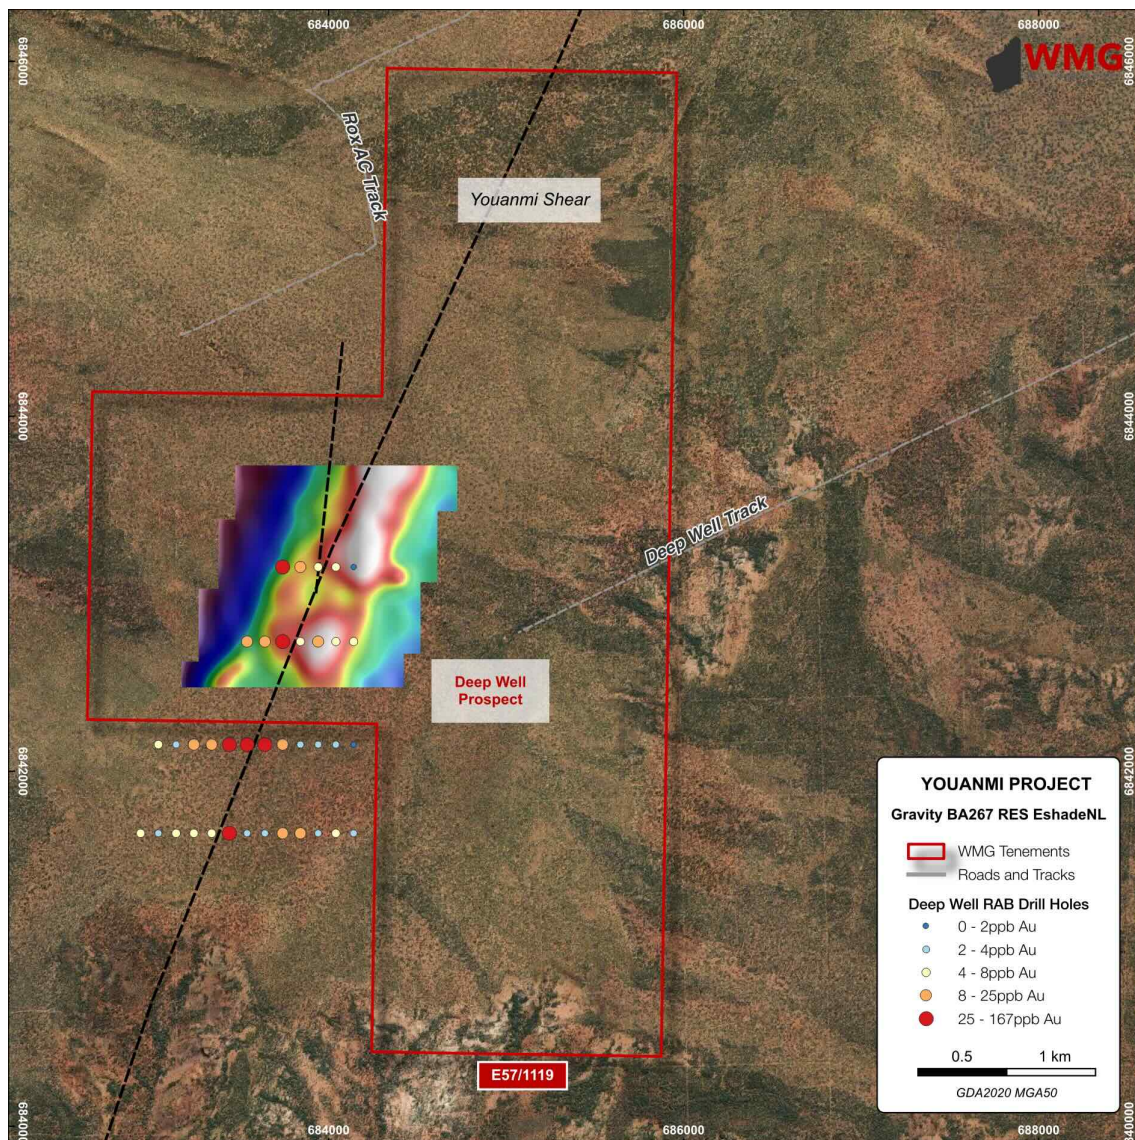 684000
686000
688000
6846000
6846000
WMG
Rox AC Track
Youanmi Shear
6844000
6844000
Deep Well Track
Deep Well
Prospect
6842000
6842000
YOUANMI PROJECT
Gravity BA267 RES EshadeNL
WMG Tenements
Roads and Tracks
Deep Well RAB Drill Holes
0 - 2ppb Au
2 - 4ppb Au
4 - 8ppb Au
8 - 25ppb Au
25 - 167ppb Au
0.5
1 km
GDA2020 MGA50
E57/1119
6840000
684000
686000
688000